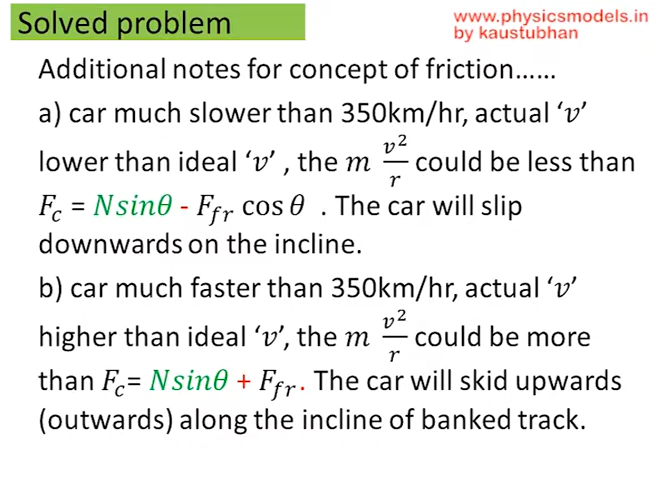 Solved problem
www.physicsmodels.in
by kaustubhan
Additional notes for concept of friction......
a) car much slower than 350km/hr, actual ‘v’
lower than ideal ‘v’ , the m v²/r could be less than
F_c = Nsinθ - F_fr cos θ . The car will slip
downwards on the incline.
b) car much faster than 350km/hr, actual ‘v’
higher than ideal ‘v’, the m v²/r could be more
than F_c= Nsinθ + F_fr. The car will skid upwards
(outwards) along the incline of banked track.